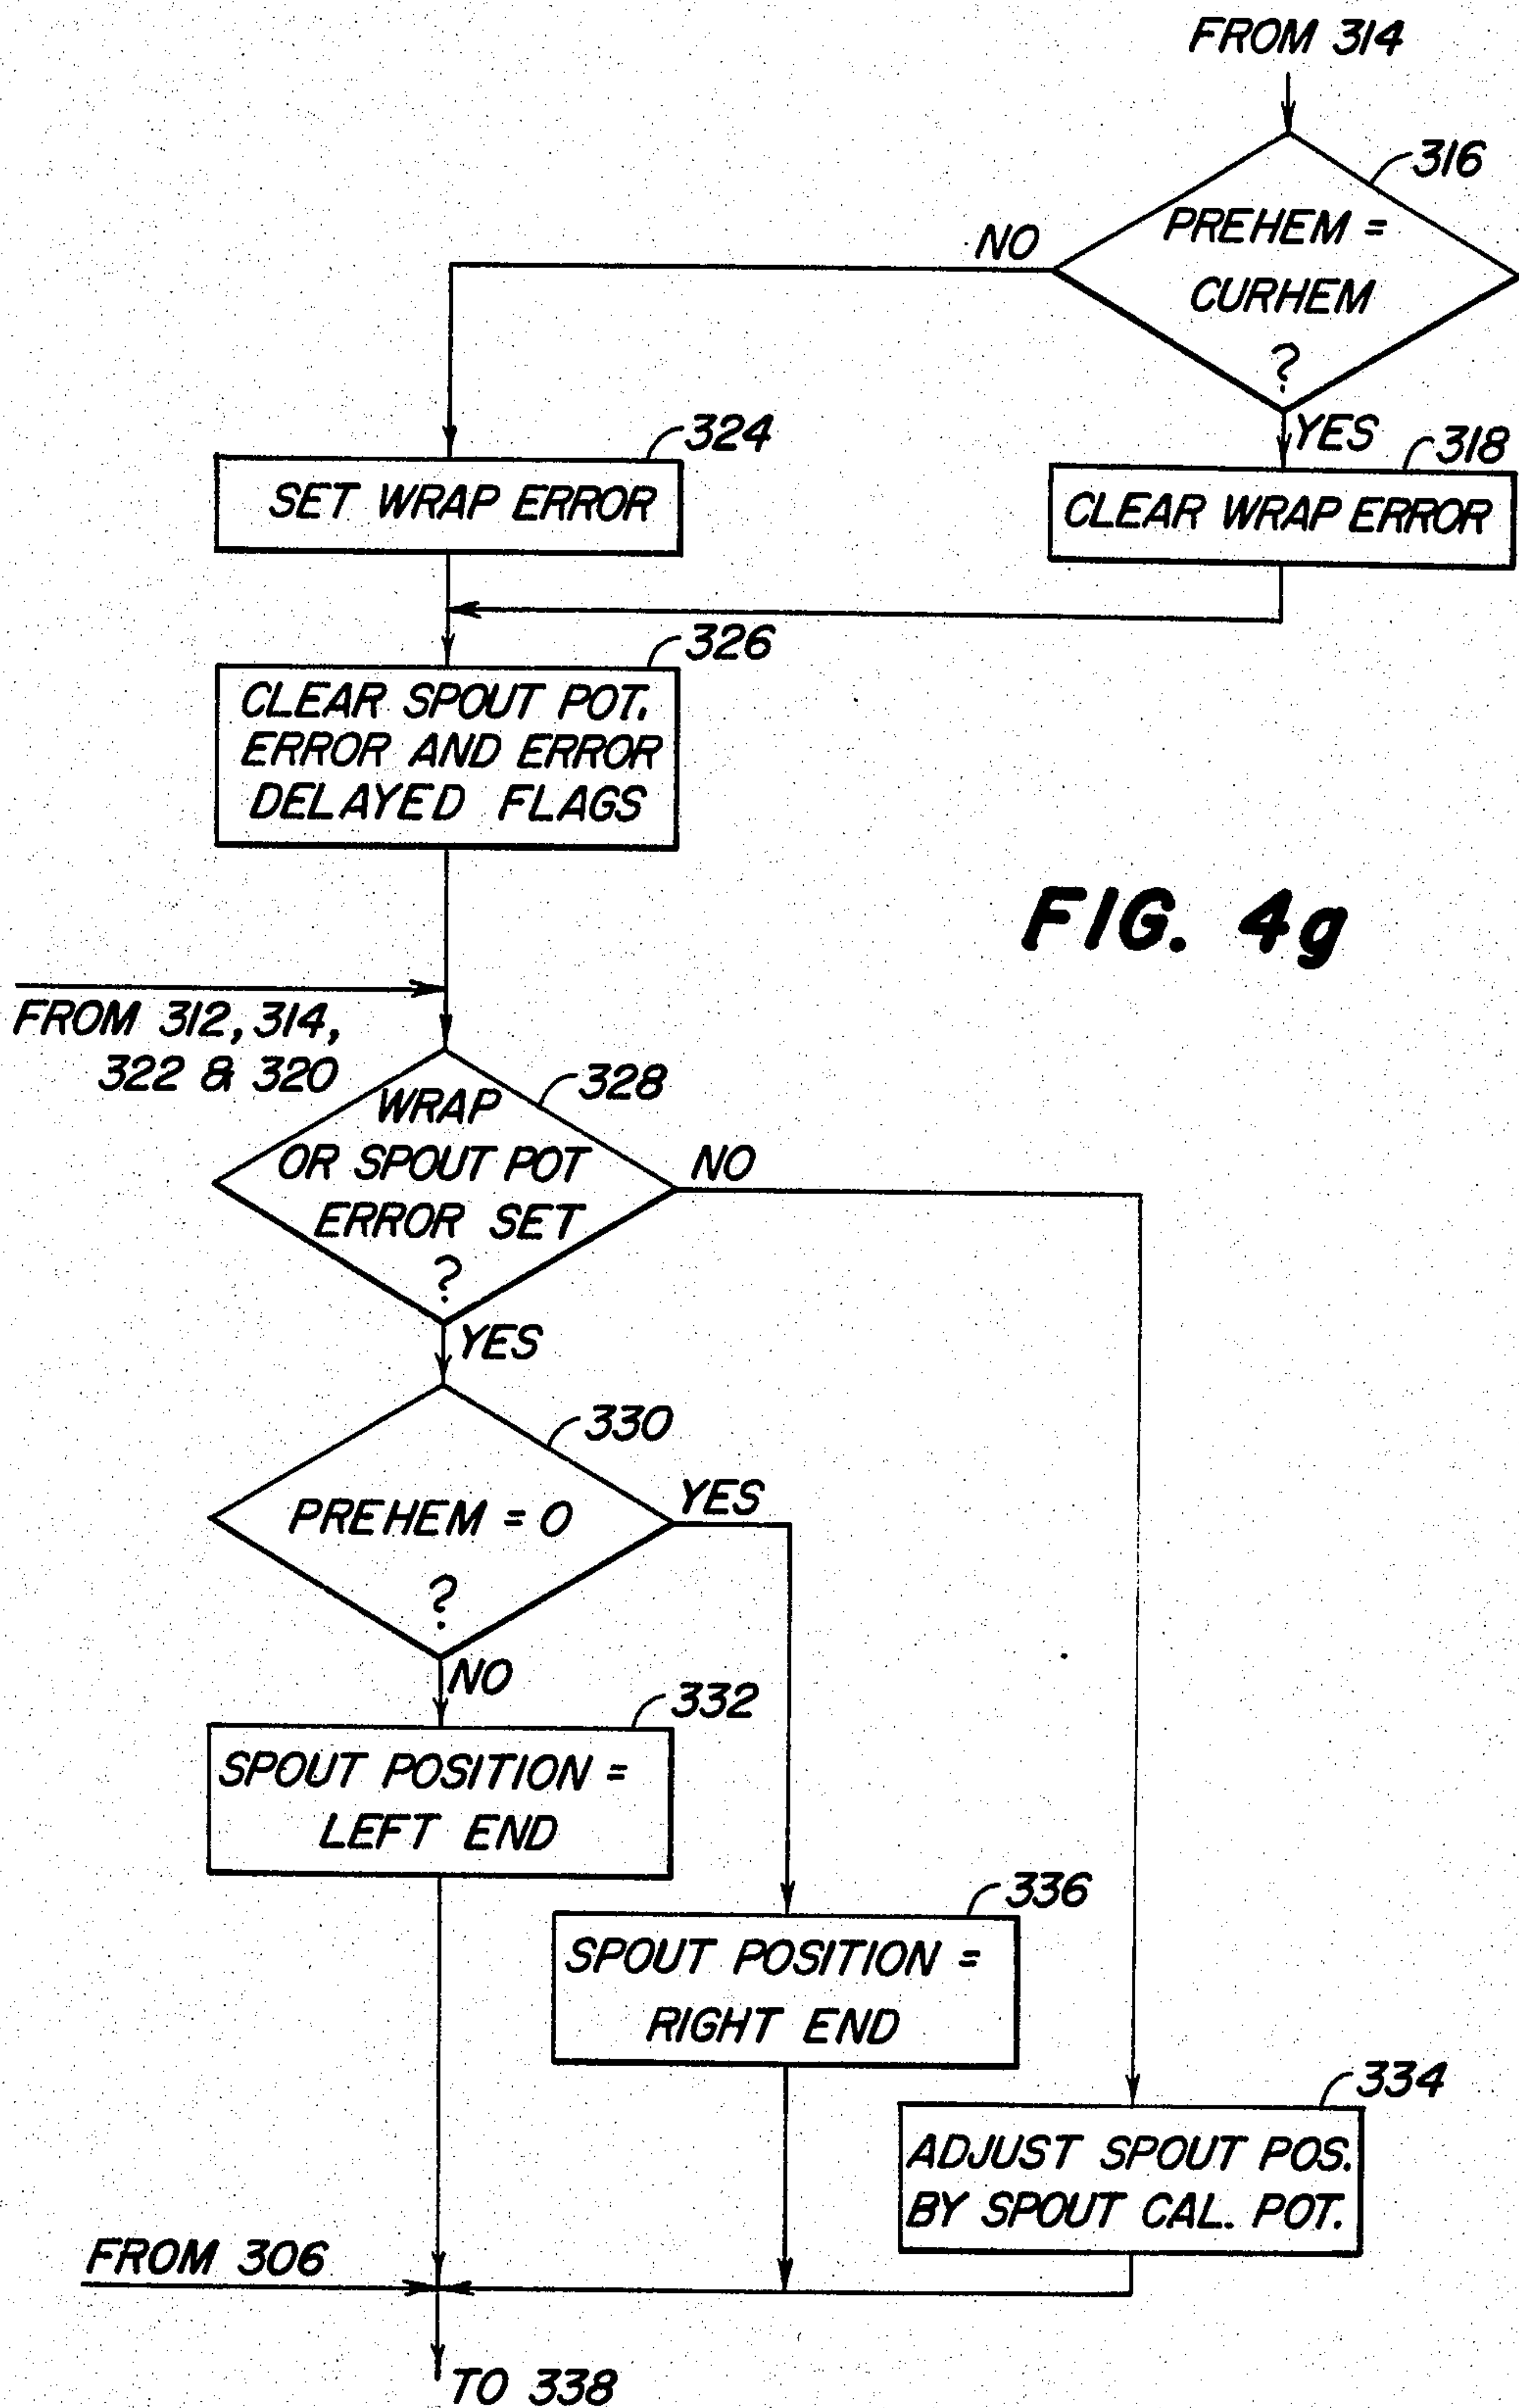 FROM 314
316
PREHEM =
CURHEM
?
NO
YES
324
318
SET WRAP ERROR
CLEAR WRAP ERROR
326
CLEAR SPOUT POT.
ERROR AND ERROR
DELAYED FLAGS
FIG. 4g
FROM 312, 314,
322 & 320
328
WRAP
OR SPOUT POT
ERROR SET
?
NO
YES
330
PREHEM = 0
?
YES
NO
332
SPOUT POSITION =
LEFT END
336
SPOUT POSITION =
RIGHT END
334
ADJUST SPOUT POS.
BY SPOUT CAL. POT.
FROM 306
TO 338